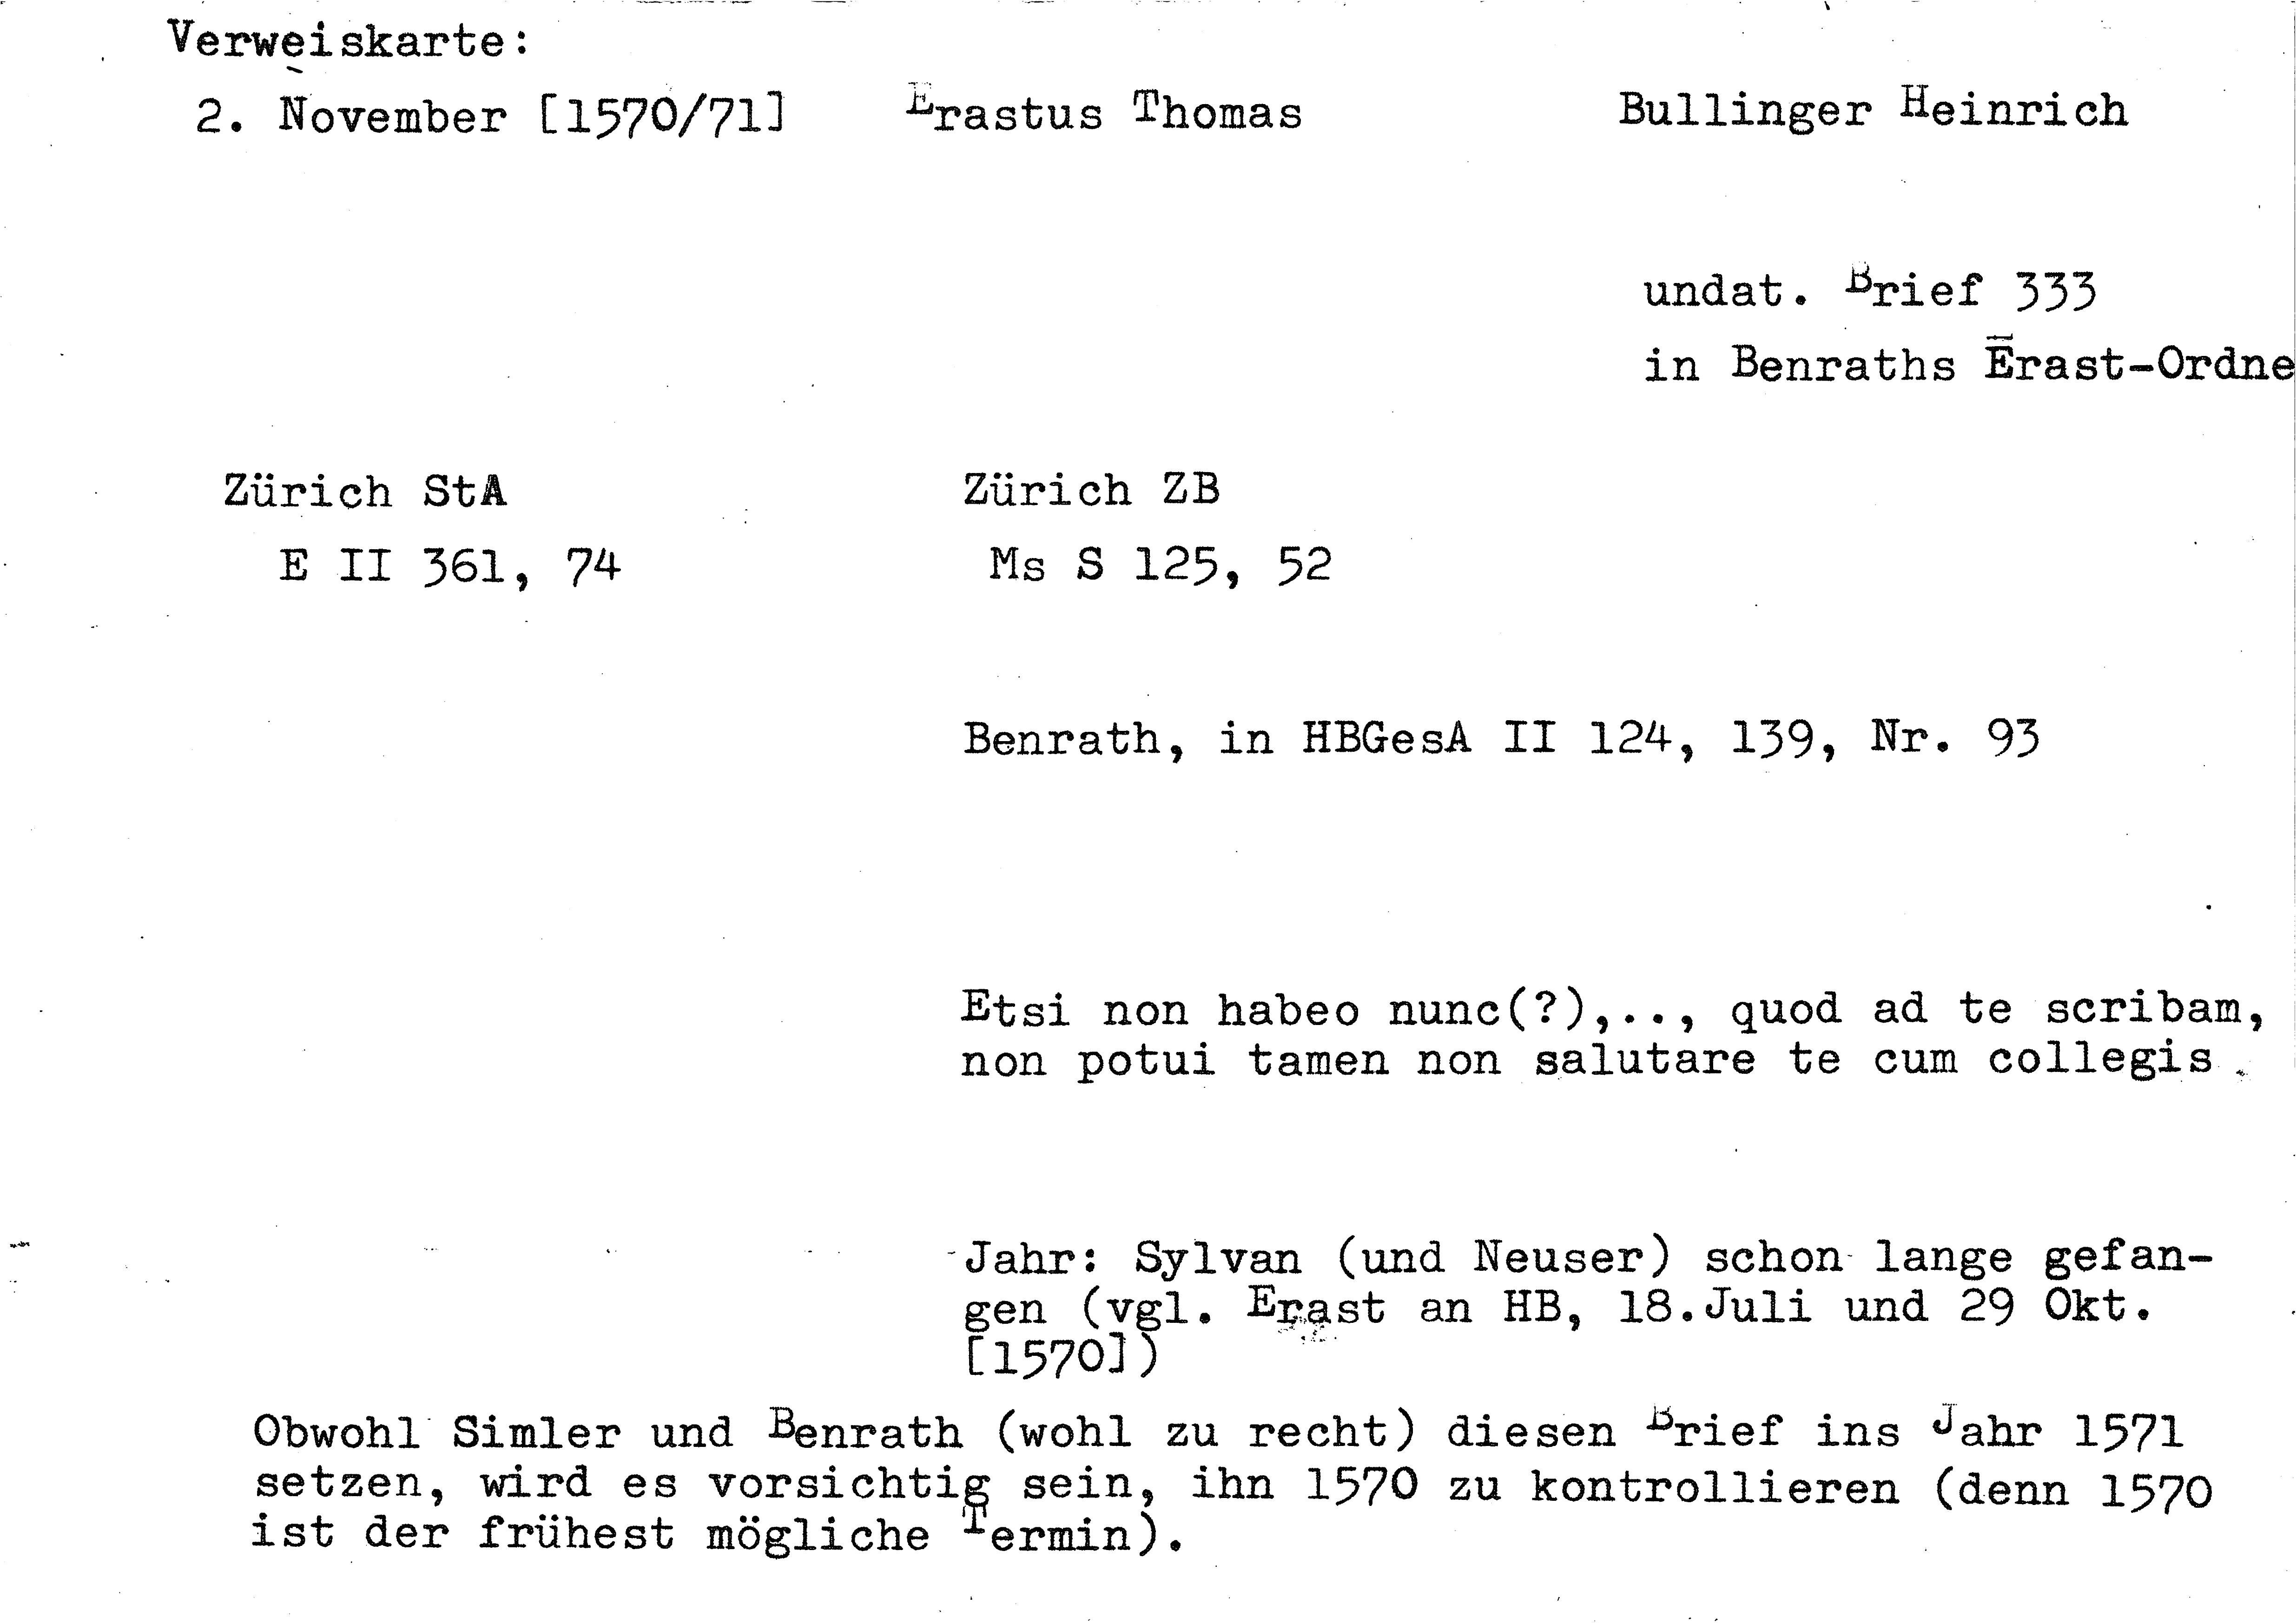 Verweiskarte:
2. November [1570/71] Erastus Thomas Bullinger Heinrich
undat. Brief 333
in Benraths Erast-Ordne
Zürich StA Zürich ZB
E II 361, 74 Ms S 125, 52
Benrath, in HBGesA II 124, 139, Nr. 93
Etsi non habeo nunc(?),.., quod ad te scribam,
non potui tamen non salutare te cum collegis.
Jahr: Sylvan (und Neuser) schon lange gefan-
gen (vgl. Erast an HB, 18.Juli und 29 Okt.
[1570])
Obwohl Simler und Benrath (wohl zu recht) diesen Brief ins Jahr 1571
setzen, wird es vorsichtig sein, ihn 1570 zu kontrollieren (denn 1570
ist der frühest mögliche Termin).